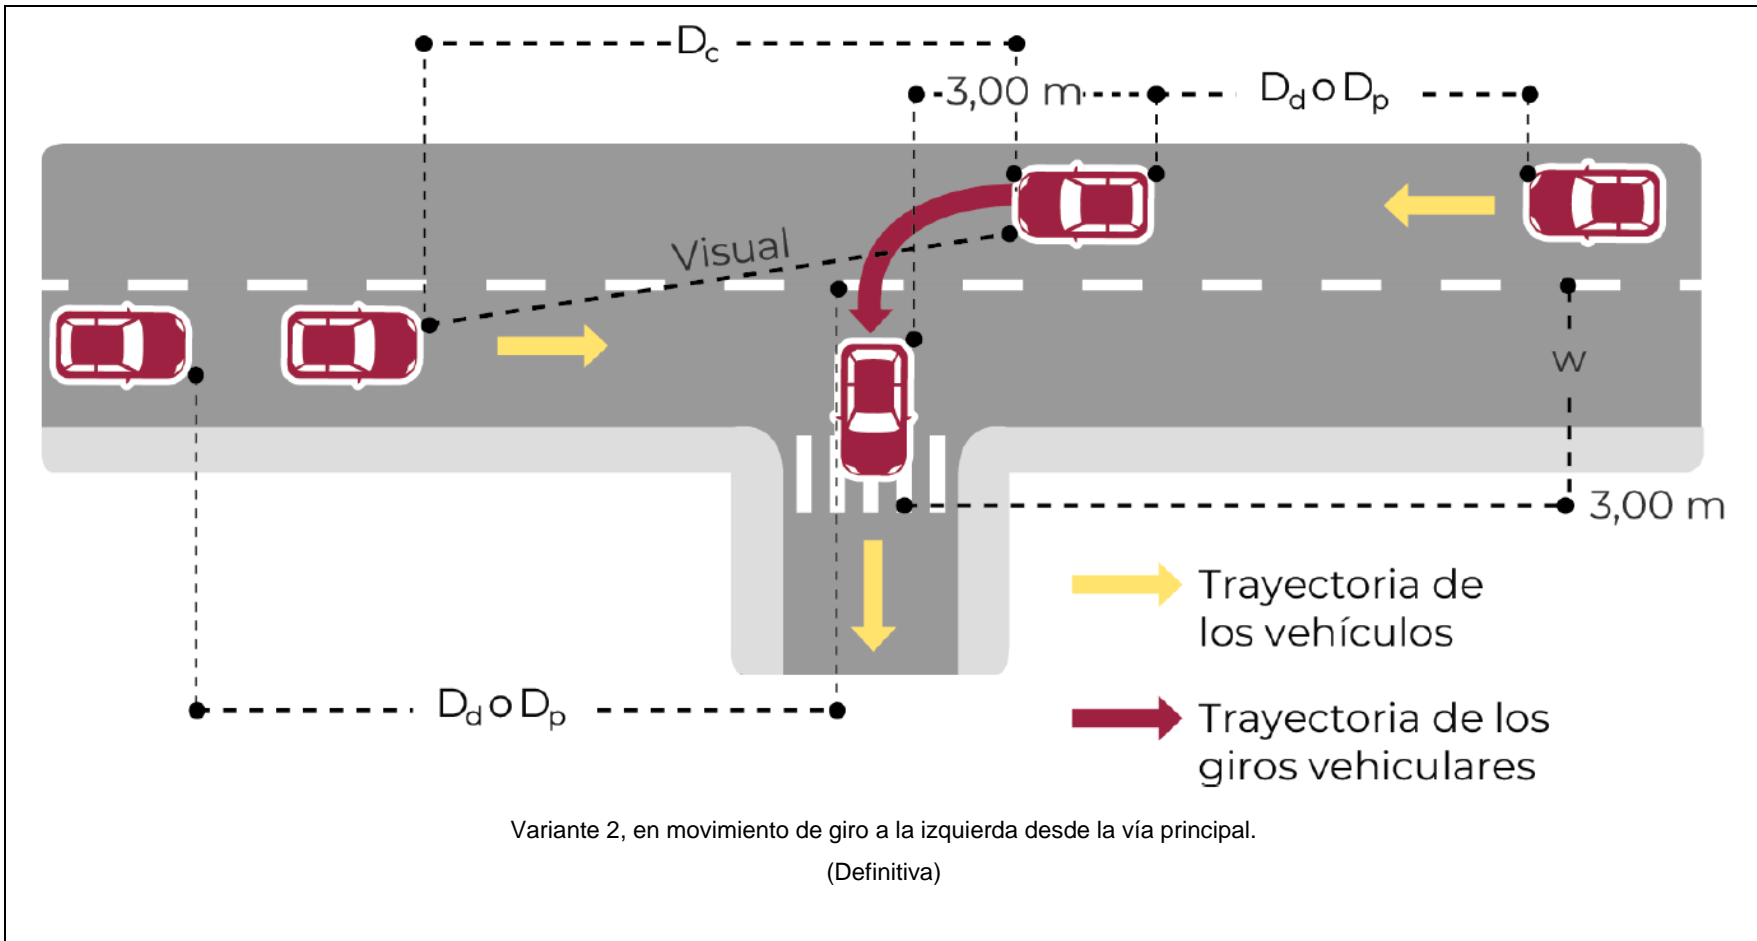 Dc
3,00 m
Dd o Dp
Visual
w
3,00 m
Trayectoria de
los vehículos
Dd o Dp
Trayectoria de los
giros vehiculares
Variante 2, en movimiento de giro a la izquierda desde la vía principal.
(Definitiva)